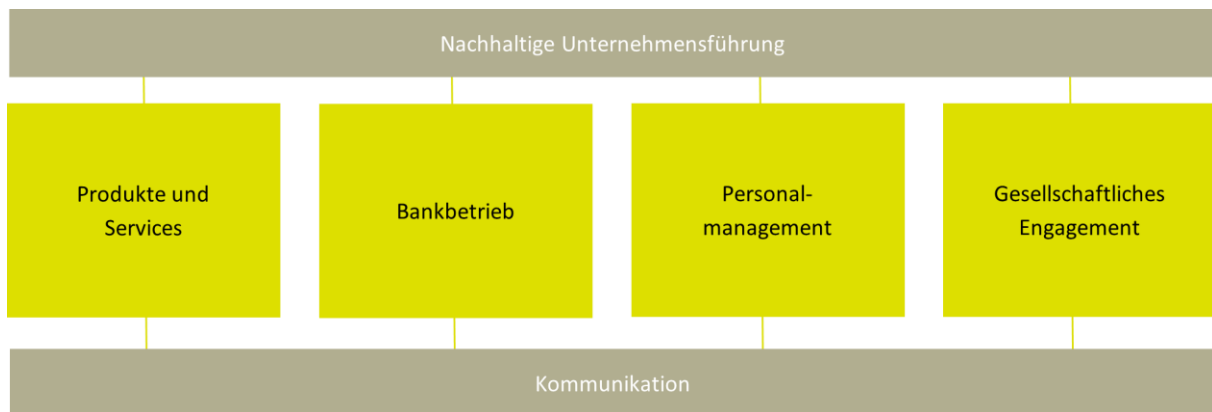 Nachhaltige Unternehmensführung
Produkte und
Services
Bankbetrieb
Personal-
management
Gesellschaftliches
Engagement
Kommunikation